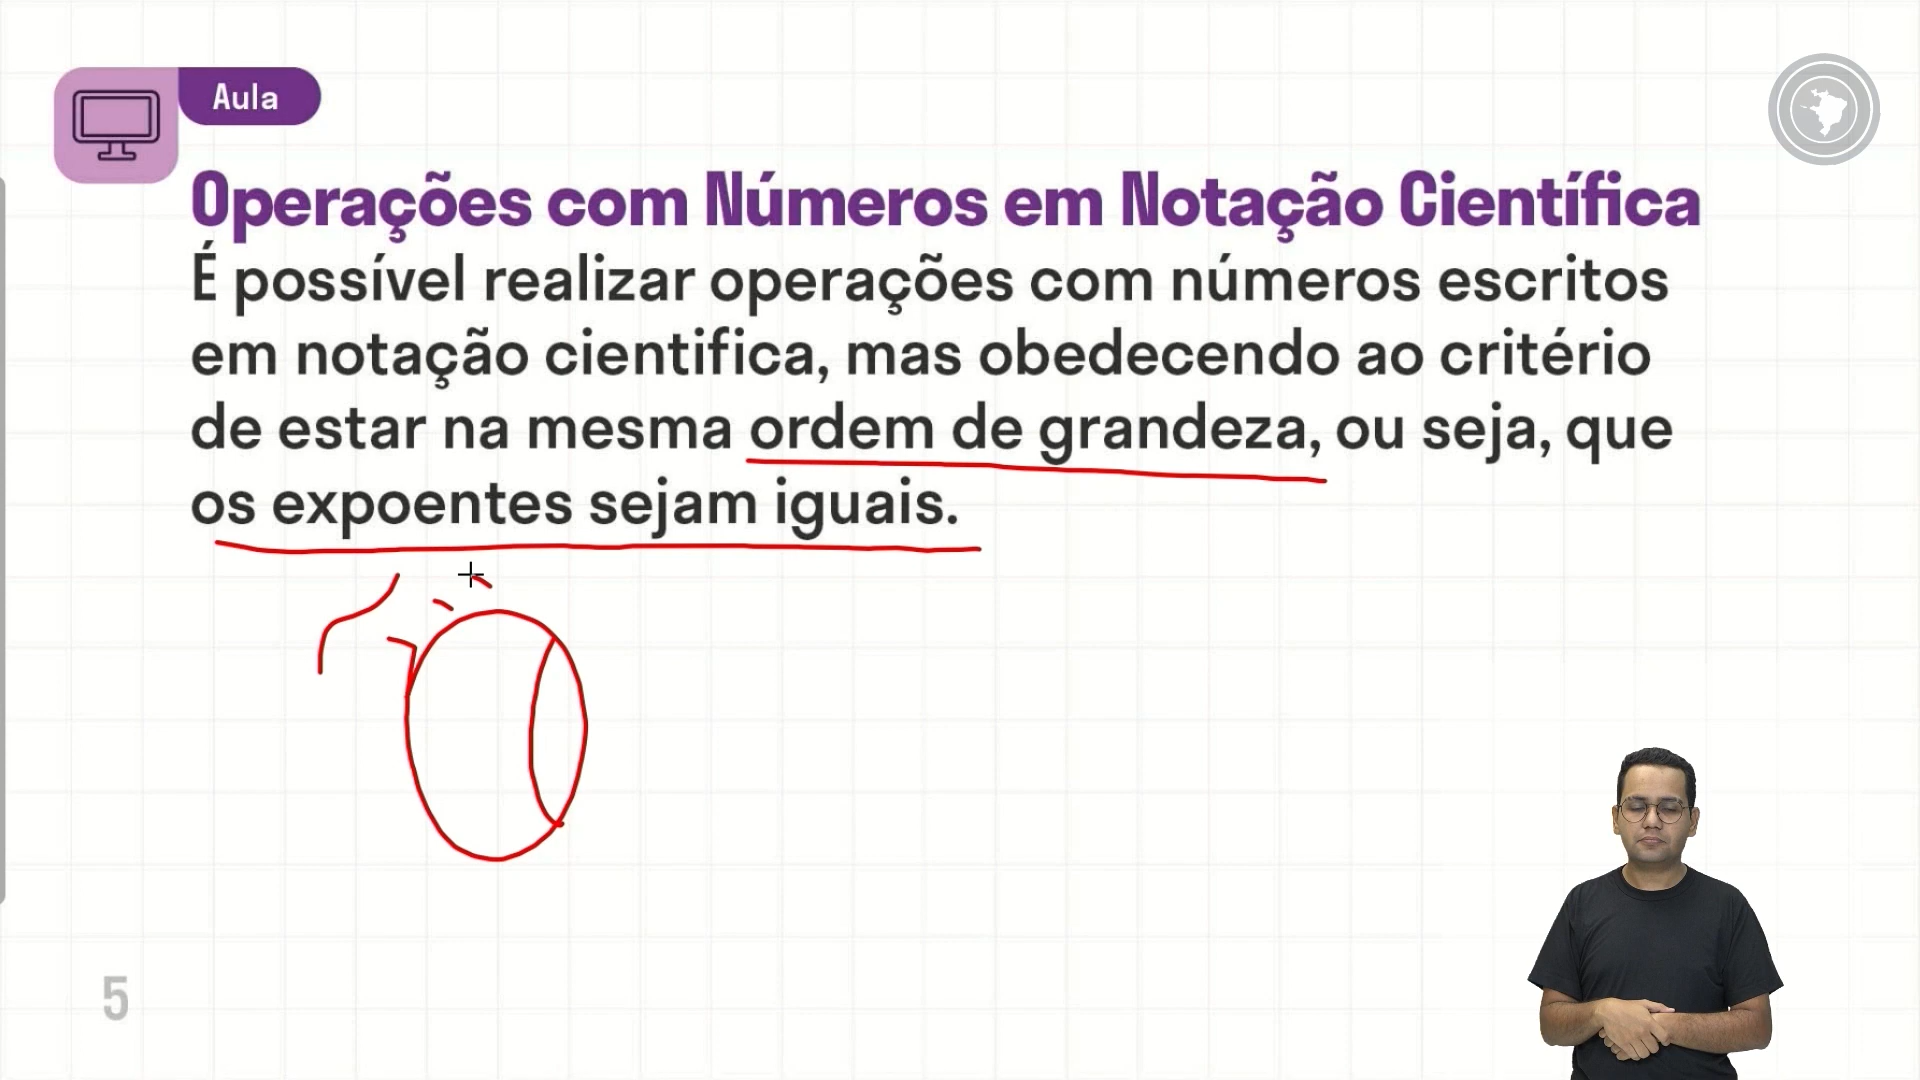 Aula
Operações com Números em Notação Científica
É possível realizar operações com números escritos
em notação cientifica, mas obedecendo ao critério
de estar na mesma ordem de grandeza, ou seja, que
os expoentes sejam iguais.
5